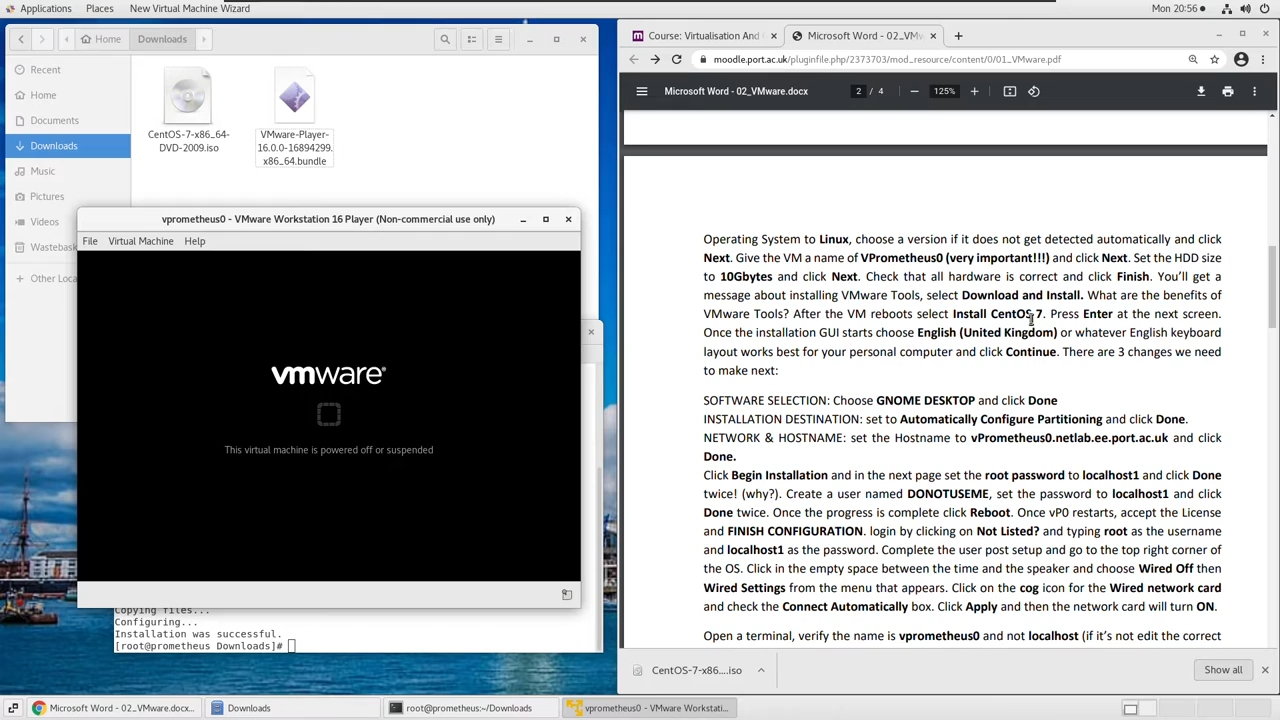 Applications Places New Virtual Machine Wizard Mon 20:56
Home Downloads
Recent
Home
Documents
Downloads
Music
Pictures
Videos
Wastebask
Other Loca
CentOS-7-x86_64-
DVD-2009.iso
VMware-Player-
16.0.0-16894299.
x86_64.bundle
vprometheus0 - VMware Workstation 16 Player (Non-commercial use only)
File Virtual Machine Help
vmware®
This virtual machine is powered off or suspended
Copying files...
Configuring...
Installation was successful.
[root@prometheus Downloads]#
Course: Virtualisation And
Microsoft Word - 02_VMw
moodle.port.ac.uk/pluginfile.php/2373703/mod_resource/content/0/01_VMware.pdf
Microsoft Word - 02_VMware.docx 2 / 4 125%
Operating System to Linux, choose a version if it does not get detected automatically and click
Next. Give the VM a name of VPrometheus0 (very important!!!) and click Next. Set the HDD size
to 10Gbytes and click Next. Check that all hardware is correct and click Finish. You’ll get a
message about installing VMware Tools, select Download and Install. What are the benefits of
VMware Tools? After the VM reboots select Install CentOS 7. Press Enter at the next screen.
Once the installation GUI starts choose English (United Kingdom) or whatever English keyboard
layout works best for your personal computer and click Continue. There are 3 changes we need
to make next:
SOFTWARE SELECTION: Choose GNOME DESKTOP and click Done
INSTALLATION DESTINATION: set to Automatically Configure Partitioning and click Done.
NETWORK & HOSTNAME: set the Hostname to vPrometheus0.netlab.ee.port.ac.uk and click
Done.
Click Begin Installation and in the next page set the root password to localhost1 and click Done
twice! (why?). Create a user named DONOTUSEME, set the password to localhost1 and click
Done twice. Once the progress is complete click Reboot. Once vP0 restarts, accept the License
and FINISH CONFIGURATION. login by clicking on Not Listed? and typing root as the username
and localhost1 as the password. Complete the user post setup and go to the top right corner of
the OS. Click in the empty space between the time and the speaker and choose Wired Off then
Wired Settings from the menu that appears. Click on the cog icon for the Wired network card
and check the Connect Automatically box. Click Apply and then the network card will turn ON.
Open a terminal, verify the name is vprometheus0 and not localhost (if it’s not edit the correct
CentOS-7-x86....iso
Show all
Microsoft Word - 02_VMware.docx...
Downloads
root@prometheus:~/Downloads
vprometheus0 - VMware Workstati...